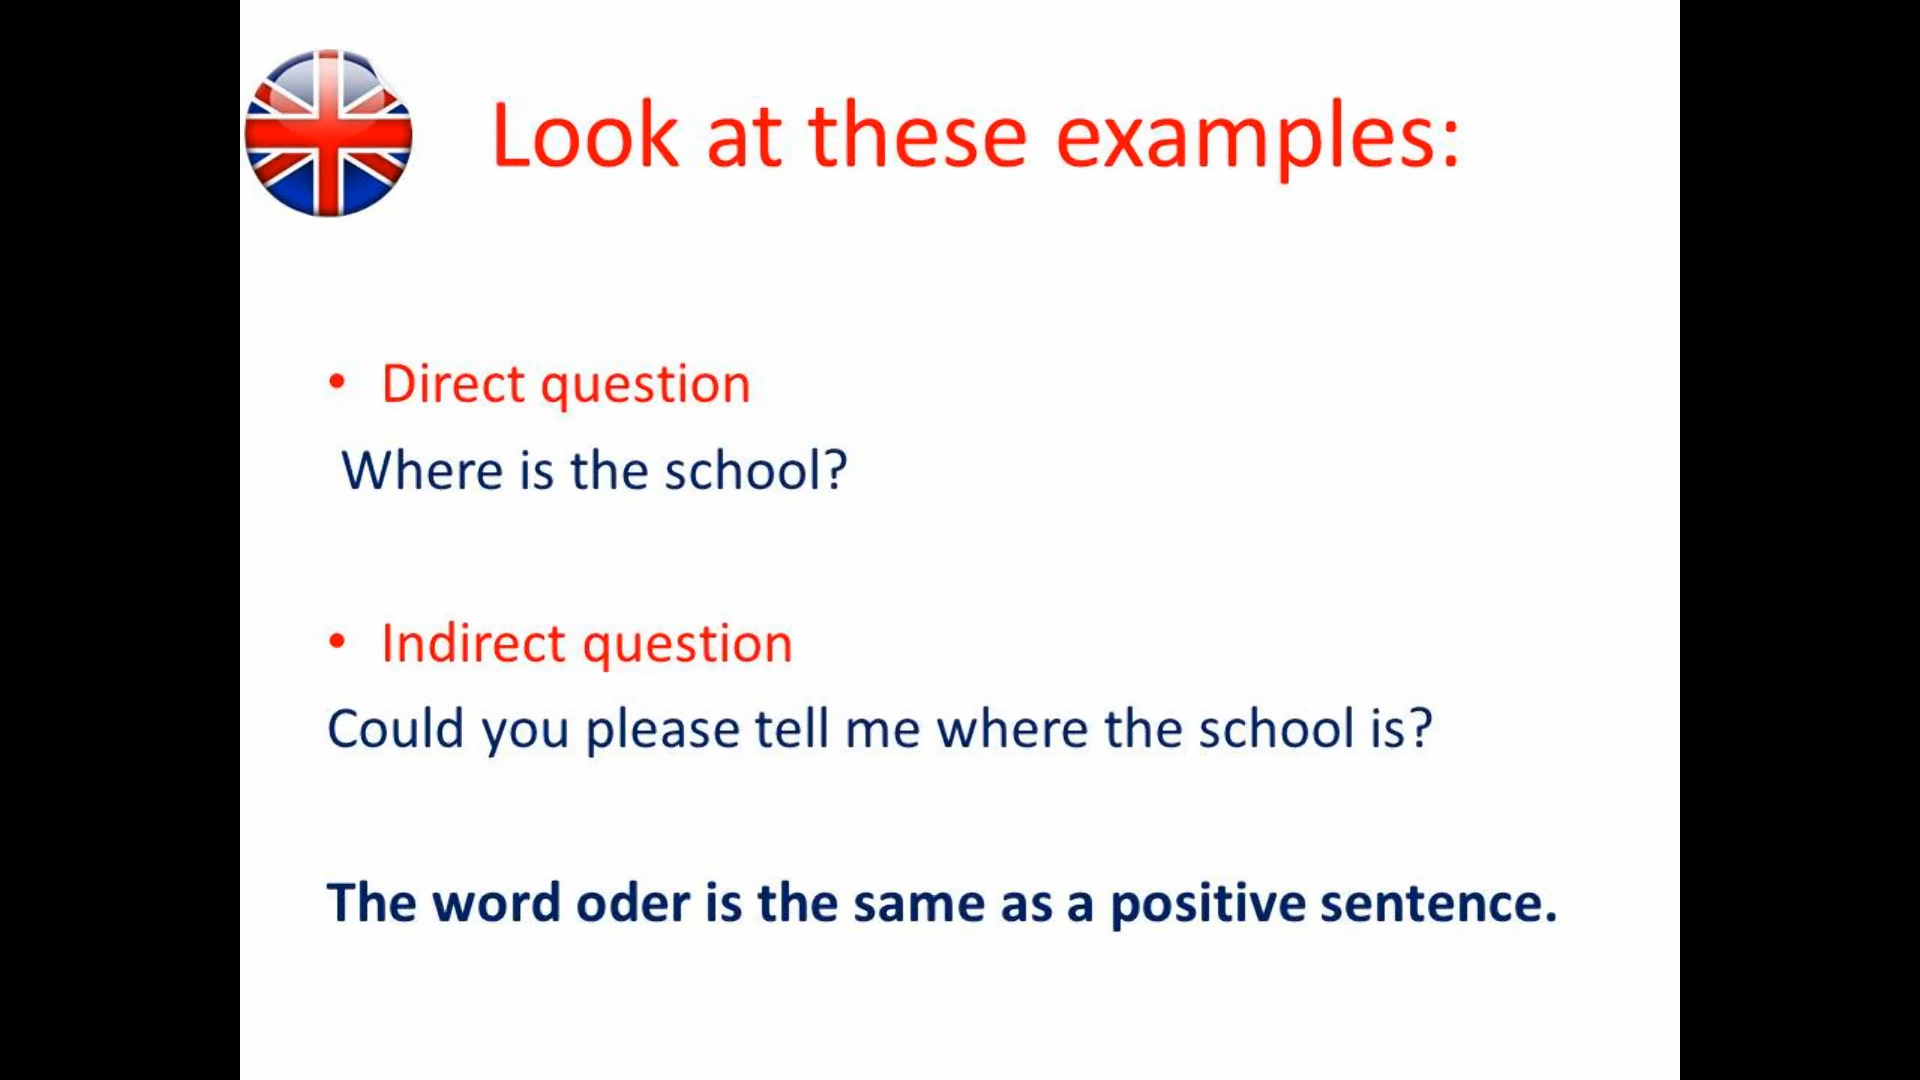 Look at these examples:
• Direct question
Where is the school?
• Indirect question
Could you please tell me where the school is?
The word oder is the same as a positive sentence.